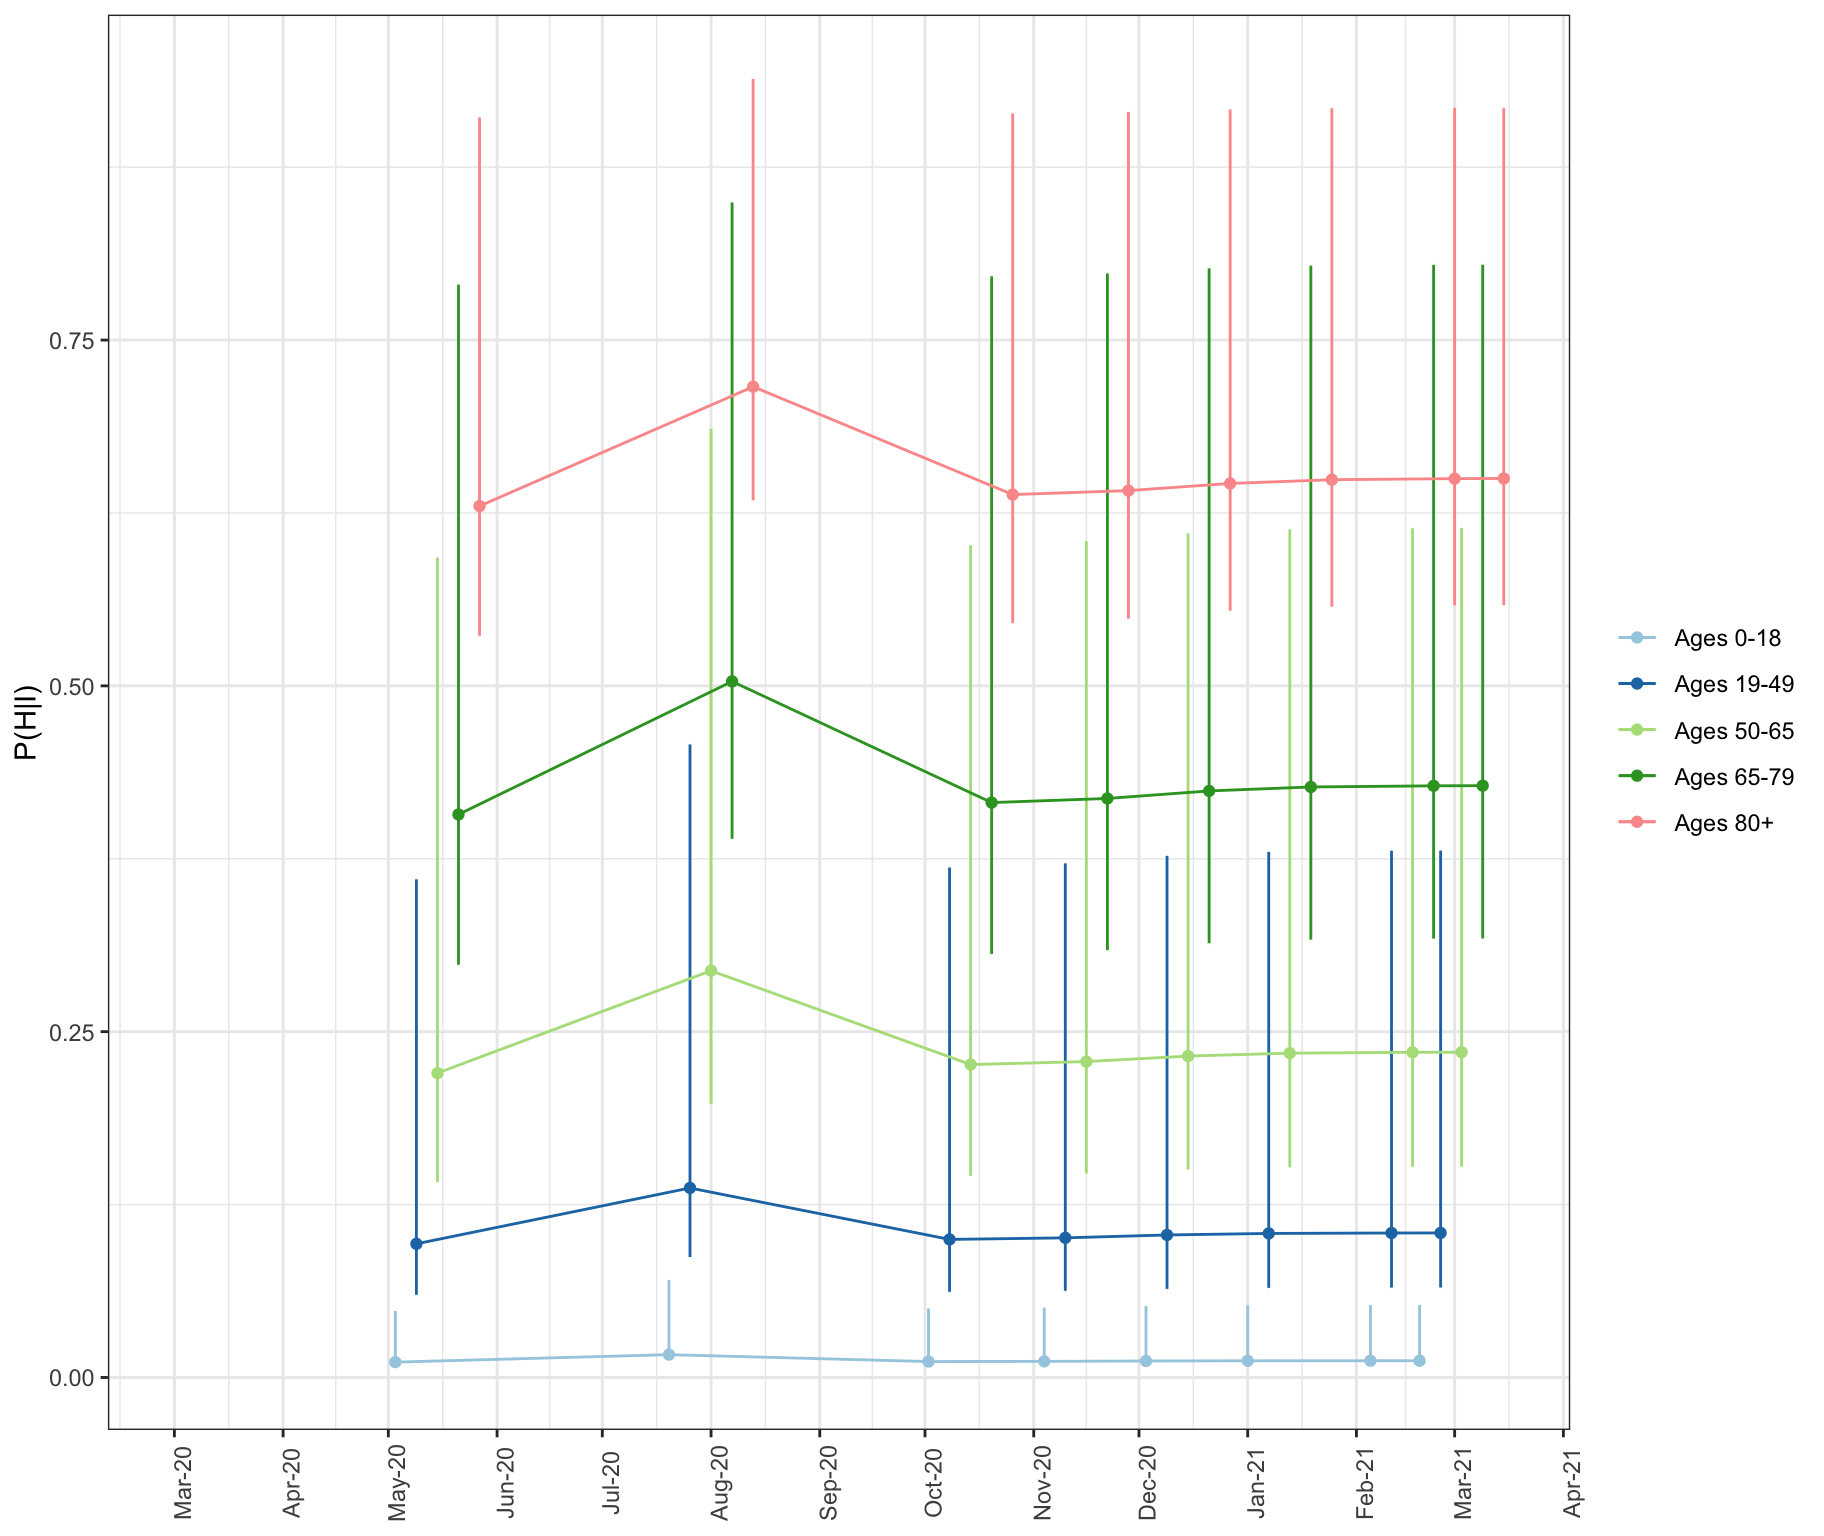 P(H|I)
0.75
0.50
0.25
0.00
Mar-20
Apr-20
May-20
Jun-20
Jul-20
Aug-20
Sep-20
Oct-20
Nov-20
Dec-20
Jan-21
Feb-21
Mar-21
Apr-21
Ages 0-18
Ages 19-49
Ages 50-65
Ages 65-79
Ages 80+